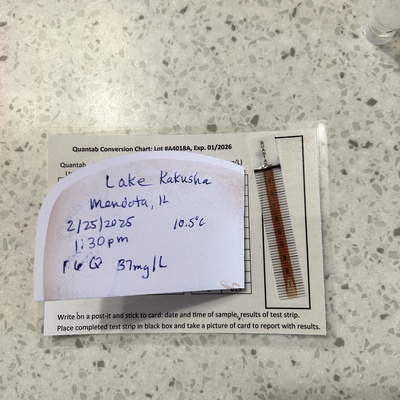 Quantab Conversion Chart: Lot #A4018A, Exp. 01/2026
Quantab
Lake Kakusha
Mendota, IL
2/25/2025 10.5°C
1:30pm
Q 37mg/L
Write on a post-it and stick to card: date and time of sample, results of test strip.
Place completed test strip in black box and take a picture of card to report with results.